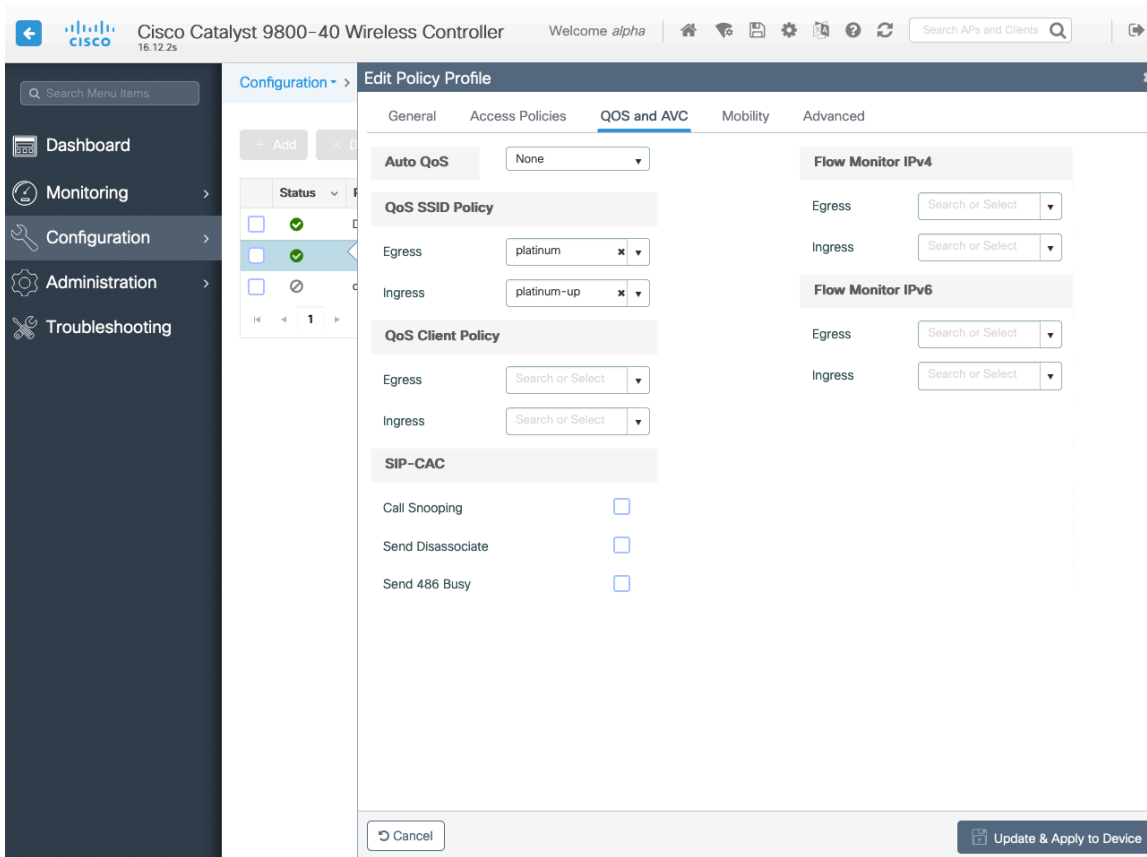 CISCO
Cisco Catalyst 9800-40 Wireless Controller
16.12.2s
Welcome alpha
Search APs and Clients
Search Menu Items
Dashboard
Monitoring
Configuration
Administration
Troubleshooting
Configuration
Add
Status
1
Edit Policy Profile
General Access Policies QOS and AVC Mobility Advanced
Auto QoS None
QoS SSID Policy
Egress platinum
Ingress platinum-up
QoS Client Policy
Egress Search or Select
Ingress Search or Select
SIP-CAC
Call Snooping
Send Disassociate
Send 486 Busy
Flow Monitor IPv4
Egress Search or Select
Ingress Search or Select
Flow Monitor IPv6
Egress Search or Select
Ingress Search or Select
Cancel
Update & Apply to Device